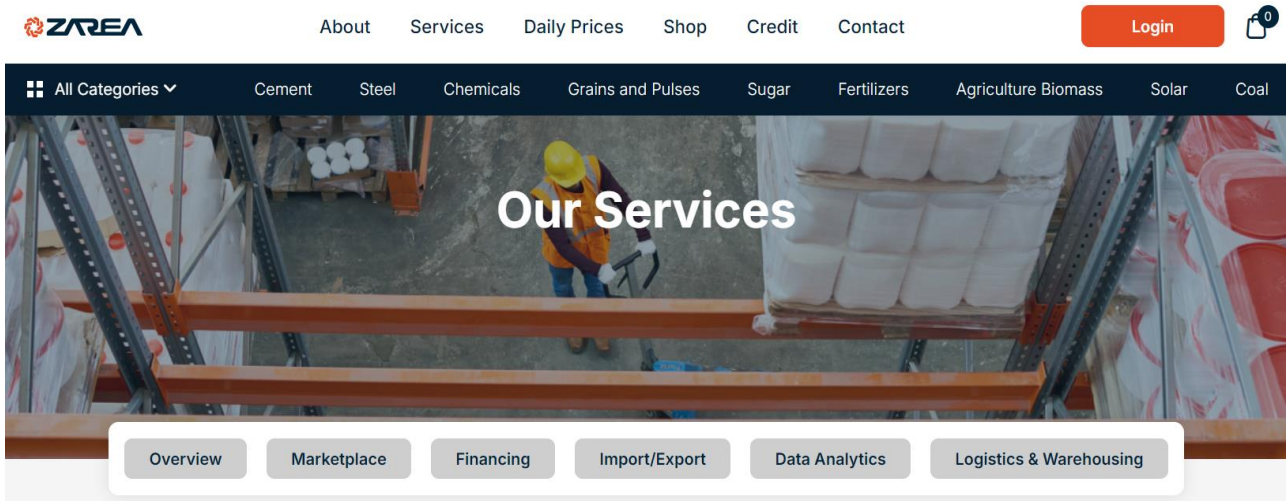 ZAREA About Services Daily Prices Shop Credit Contact Login 0
All Categories Cement Steel Chemicals Grains and Pulses Sugar Fertilizers Agriculture Biomass Solar Coal
Our Services
Overview Marketplace Financing Import/Export Data Analytics Logistics & Warehousing